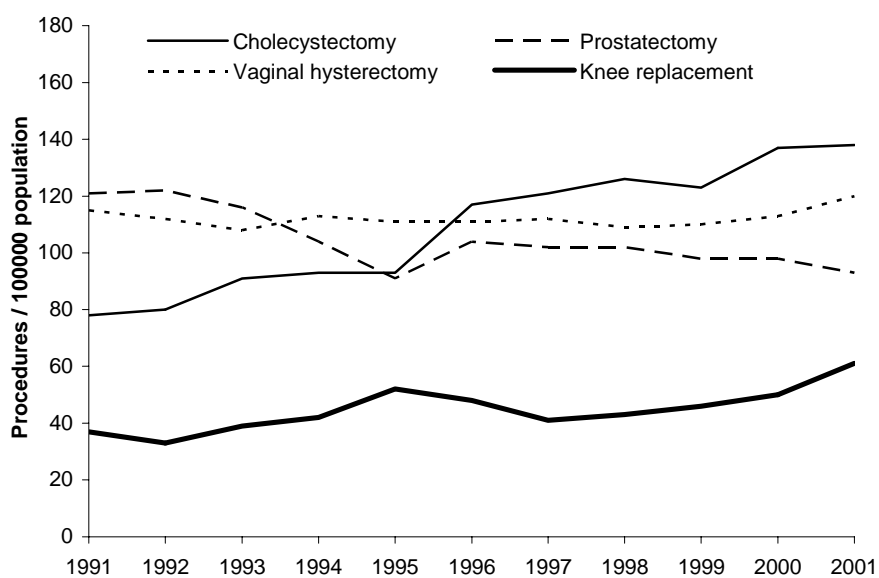 Cholecystectomy Prostatectomy
Vaginal hysterectomy Knee replacement
Procedures / 100000 population
180
160
140
120
100
80
60
40
20
0
1991 1992 1993 1994 1995 1996 1997 1998 1999 2000 2001